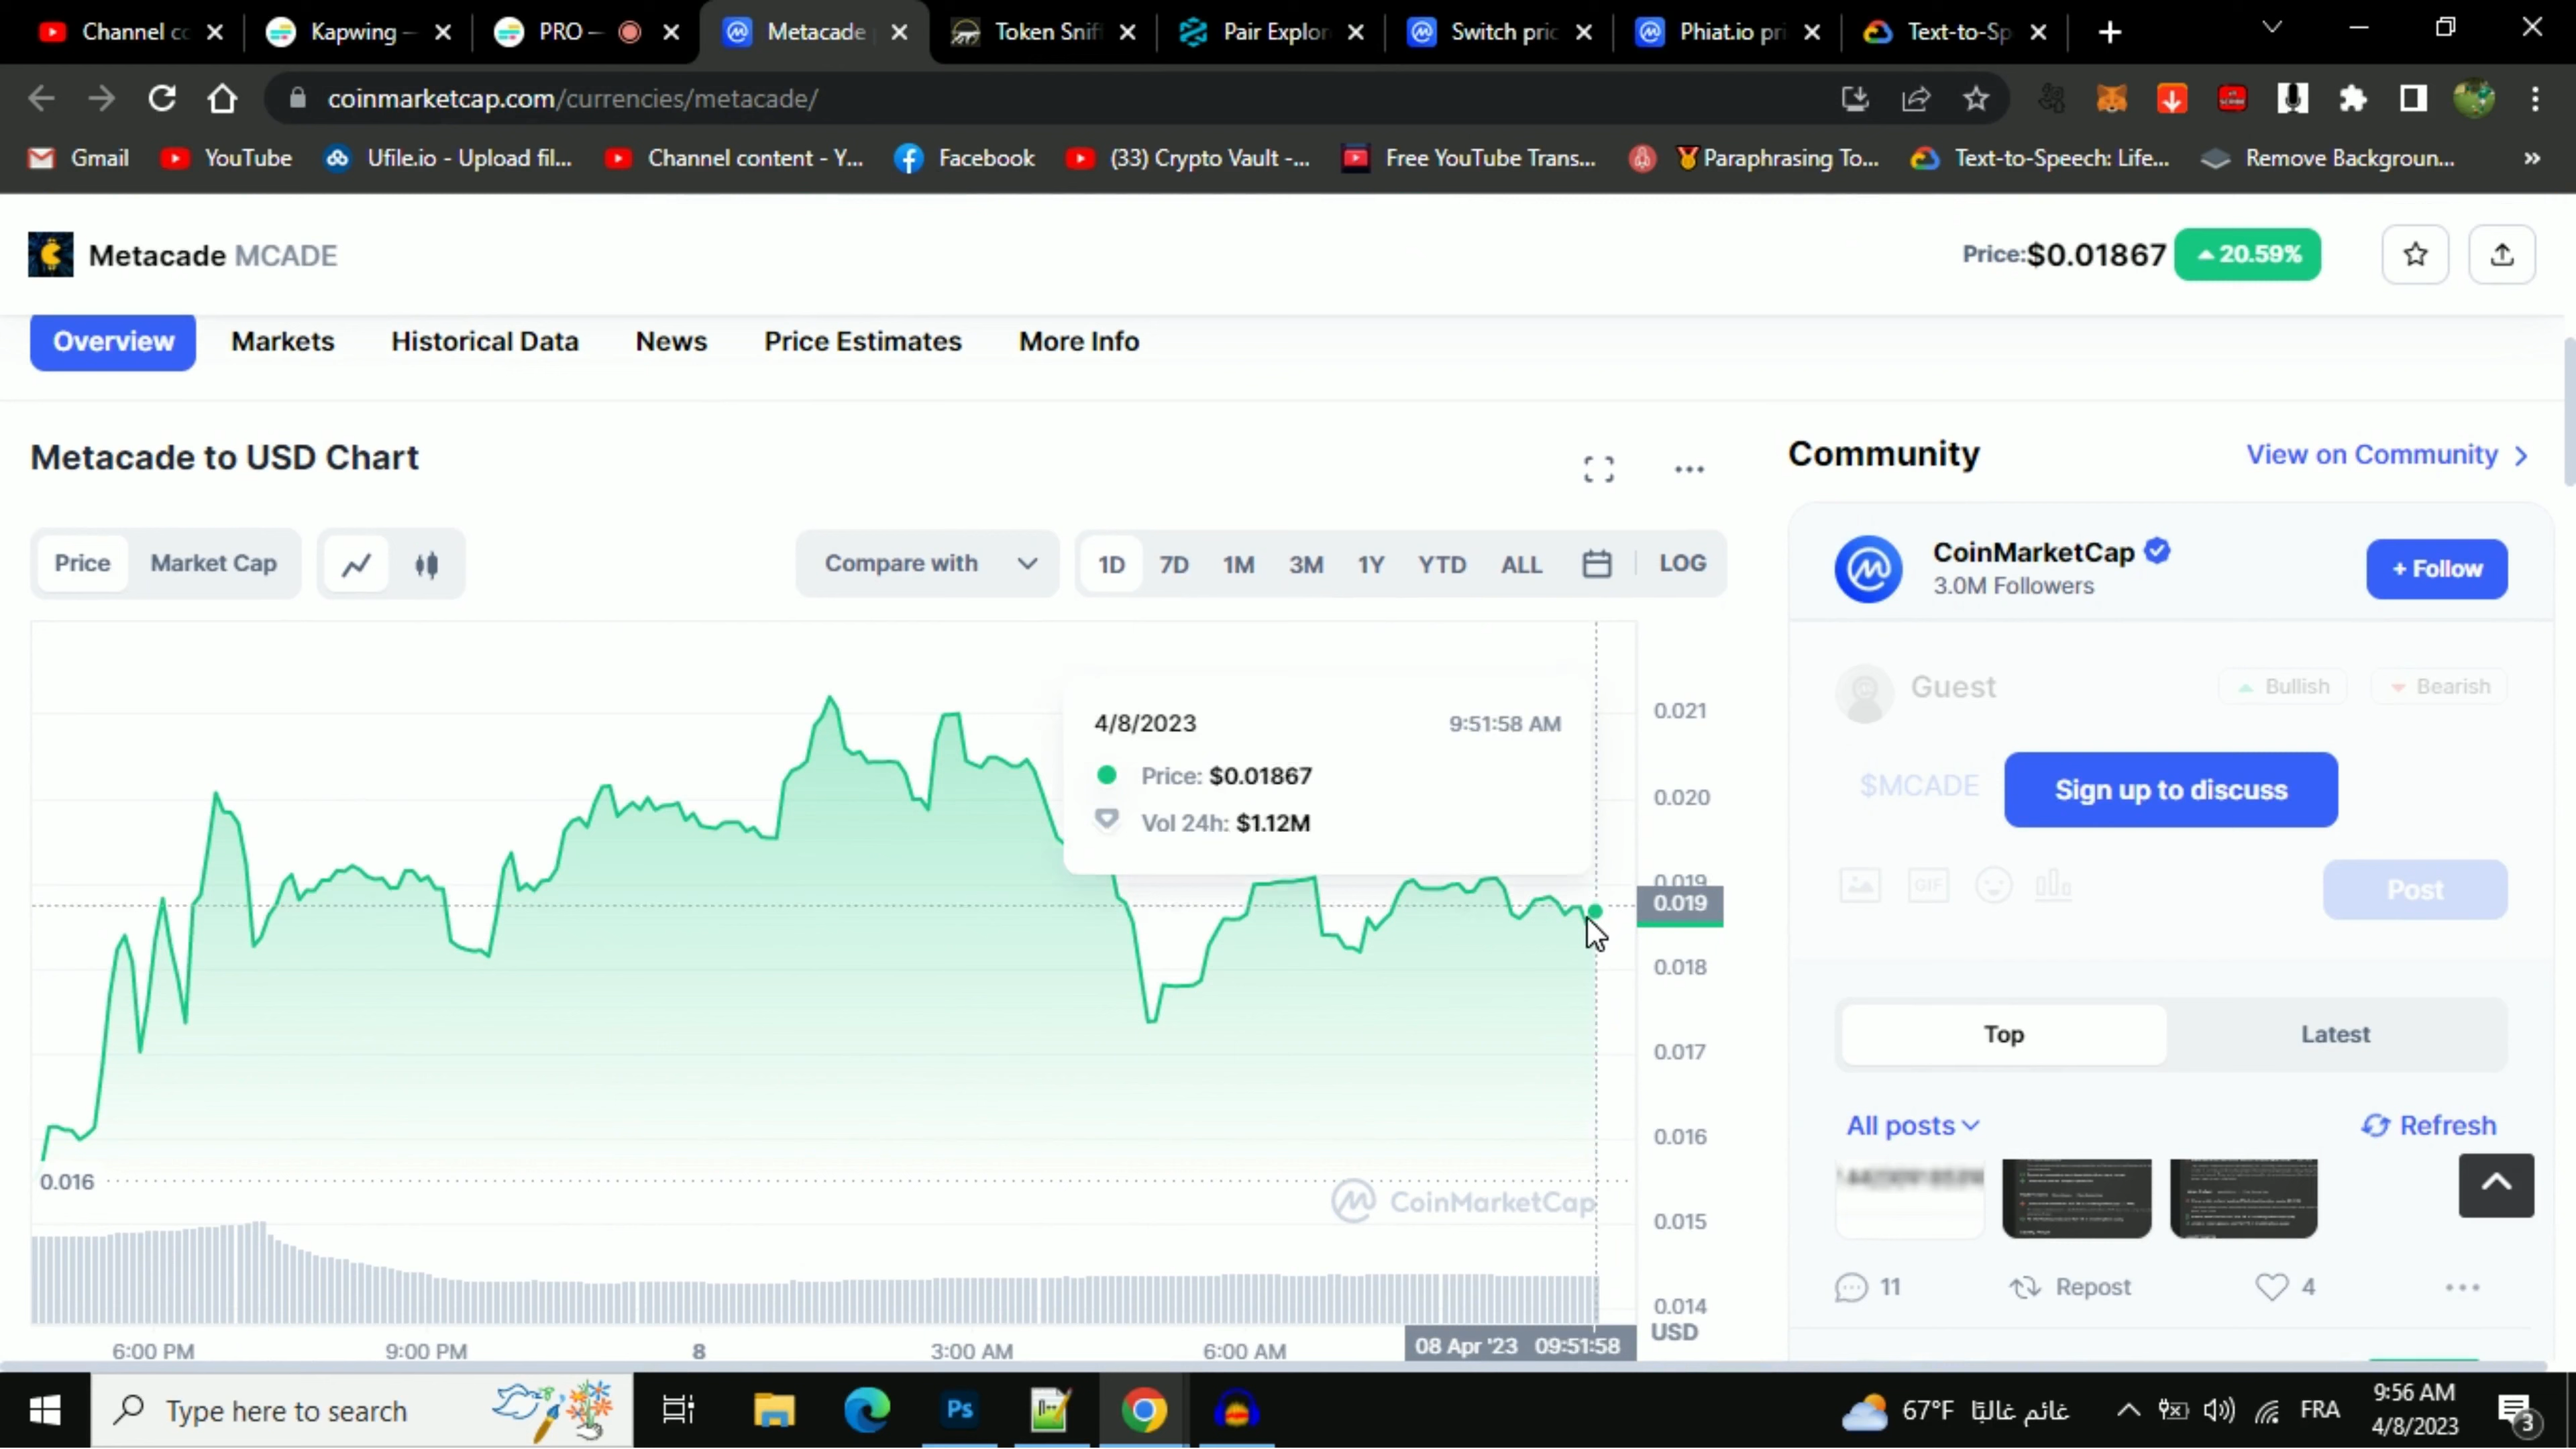 Channel cc
Kapwing —
PRO —
Metacade
Token Snif
Pair Explor
Switch pric
Phiat.io pri
Text-to-Sp
coinmarketcap.com/currencies/metacade/
Gmail
YouTube
Ufile.io - Upload fil...
Channel content - Y...
Facebook
(33) Crypto Vault -...
Free YouTube Trans...
Paraphrasing To...
Text-to-Speech: Life...
Remove Backgroun...
Metacade MCADE
Price:$0.01867
20.59%
Overview
Markets
Historical Data
News
Price Estimates
More Info
Metacade to USD Chart
Price
Market Cap
Compare with
1D
7D
1M
3M
1Y
YTD
ALL
LOG
4/8/2023
9:51:58 AM
Price: $0.01867
Vol 24h: $1.12M
0.021
0.020
0.019
0.019
0.018
0.017
0.016
0.015
0.014
USD
0.016
CoinMarketCap
6:00 PM
9:00 PM
8
3:00 AM
6:00 AM
08 Apr '23 09:51:58
Community
View on Community
CoinMarketCap
3.0M Followers
+ Follow
Guest
Bullish
Bearish
$MCADE
Sign up to discuss
GIF
Post
Top
Latest
All posts
Refresh
11
Repost
4
Type here to search
Ps
67°F غائم غالبًا
FRA
9:56 AM
4/8/2023
3